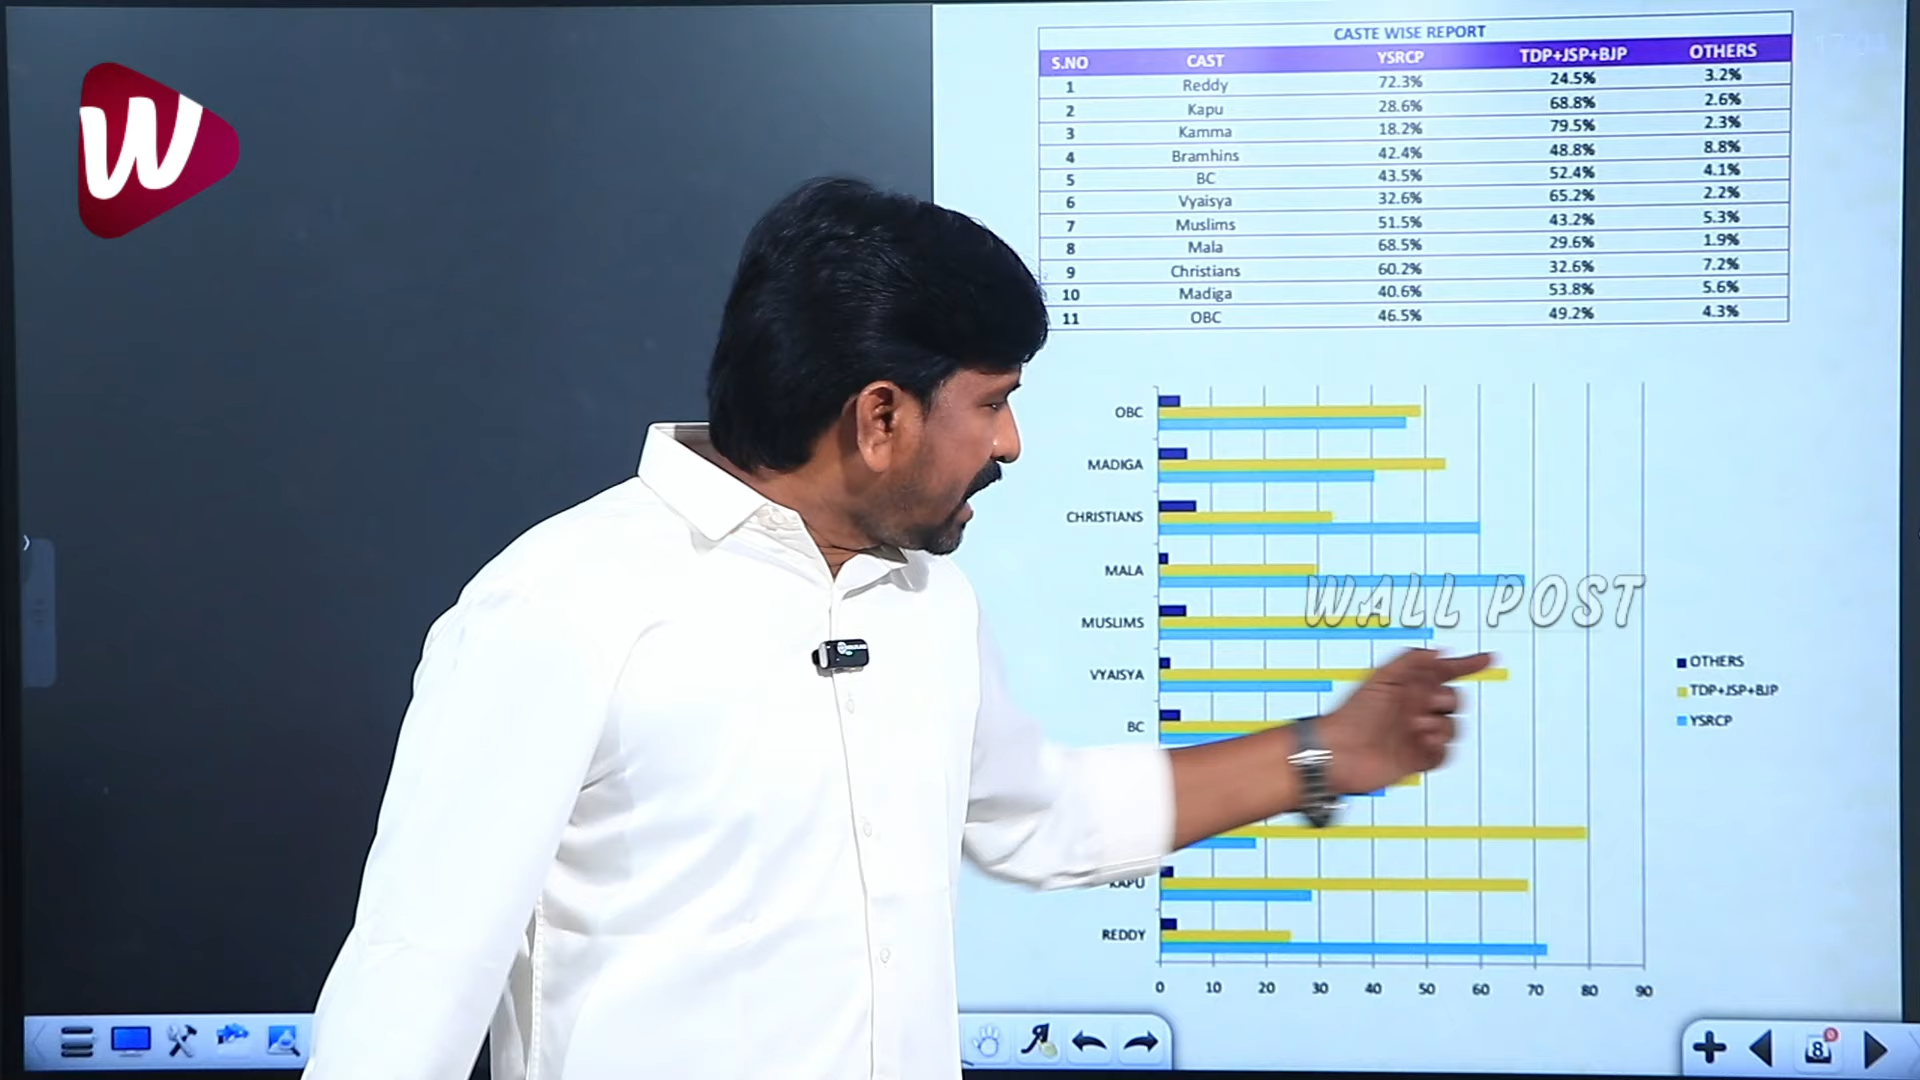 W
CASTE WISE REPORT
S.NO CAST YSRCP TDP+JSP+BJP OTHERS
1 Reddy 72.3% 24.5% 3.2%
2 Kapu 28.6% 68.8% 2.6%
3 Kamma 18.2% 79.5% 2.3%
4 Bramhins 42.4% 48.8% 8.8%
5 BC 43.5% 52.4% 4.1%
6 Vyaisya 32.6% 65.2% 2.2%
7 Muslims 51.5% 43.2% 5.3%
8 Mala 68.5% 29.6% 1.9%
9 Christians 60.2% 32.6% 7.2%
10 Madiga 40.6% 53.8% 5.6%
11 OBC 46.5% 49.2% 4.3%
OBC
MADIGA
CHRISTIANS
MALA
WALL POST
MUSLIMS
VYAISYA
BC
KAPU
REDDY
0 10 20 30 40 50 60 70 80 90
OTHERS
TDP+JSP+BJP
YSRCP
8